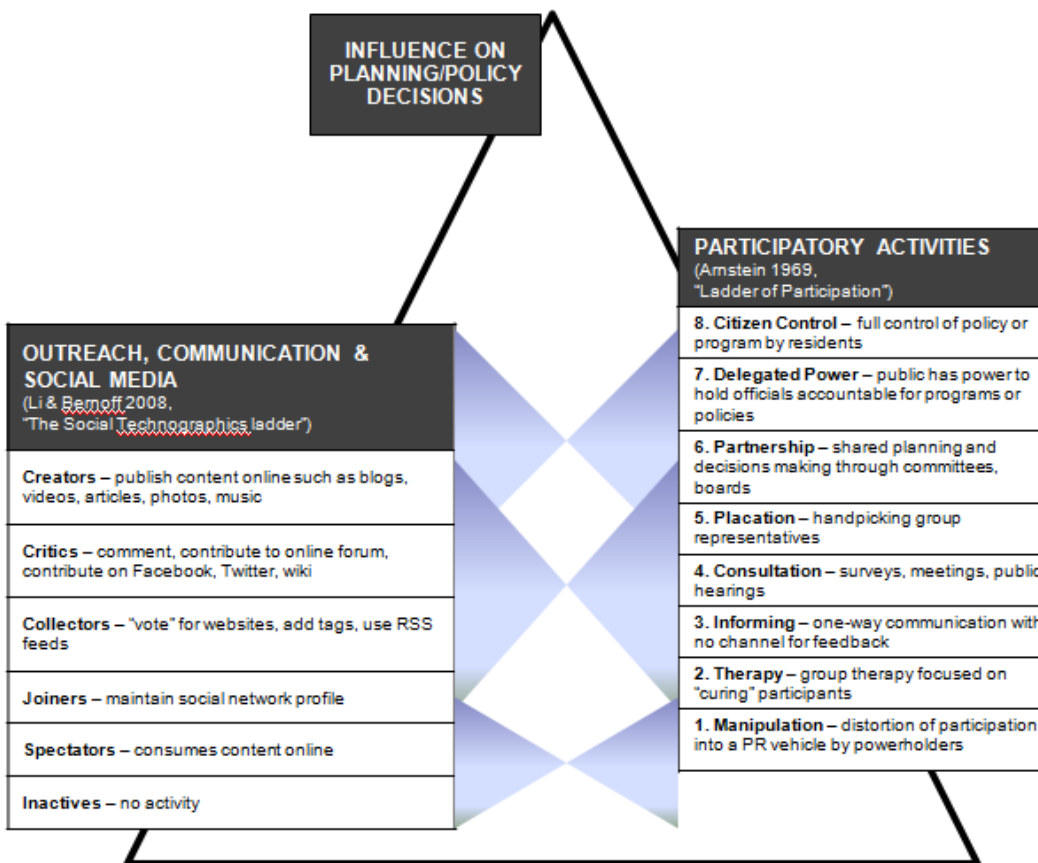 INFLUENCE ON
PLANNING/POLICY
DECISIONS
OUTREACH, COMMUNICATION &
SOCIAL MEDIA
(Li & Bernoff 2008,
"The Social Technographics ladder")
Creators – publish content online such as blogs,
videos, articles, photos, music
Critics – comment, contribute to online forum,
contribute on Facebook, Twitter, wiki
Collectors – "vote" for websites, add tags, use RSS
feeds
Joiners – maintain social network profile
Spectators – consumes content online
Inactives – no activity
PARTICIPATORY ACTIVITIES
(Arnstein 1969,
"Ladder of Participation")
8. Citizen Control – full control of policy or
program by residents
7. Delegated Power – public has power to
hold officials accountable for programs or
policies
6. Partnership – shared planning and
decisions making through committees,
boards
5. Placation – handpicking group
representatives
4. Consultation – surveys, meetings, public
hearings
3. Informing – one-way communication with
no channel for feedback
2. Therapy – group therapy focused on
"curing" participants
1. Manipulation – distortion of participation
into a PR vehicle by powerholders